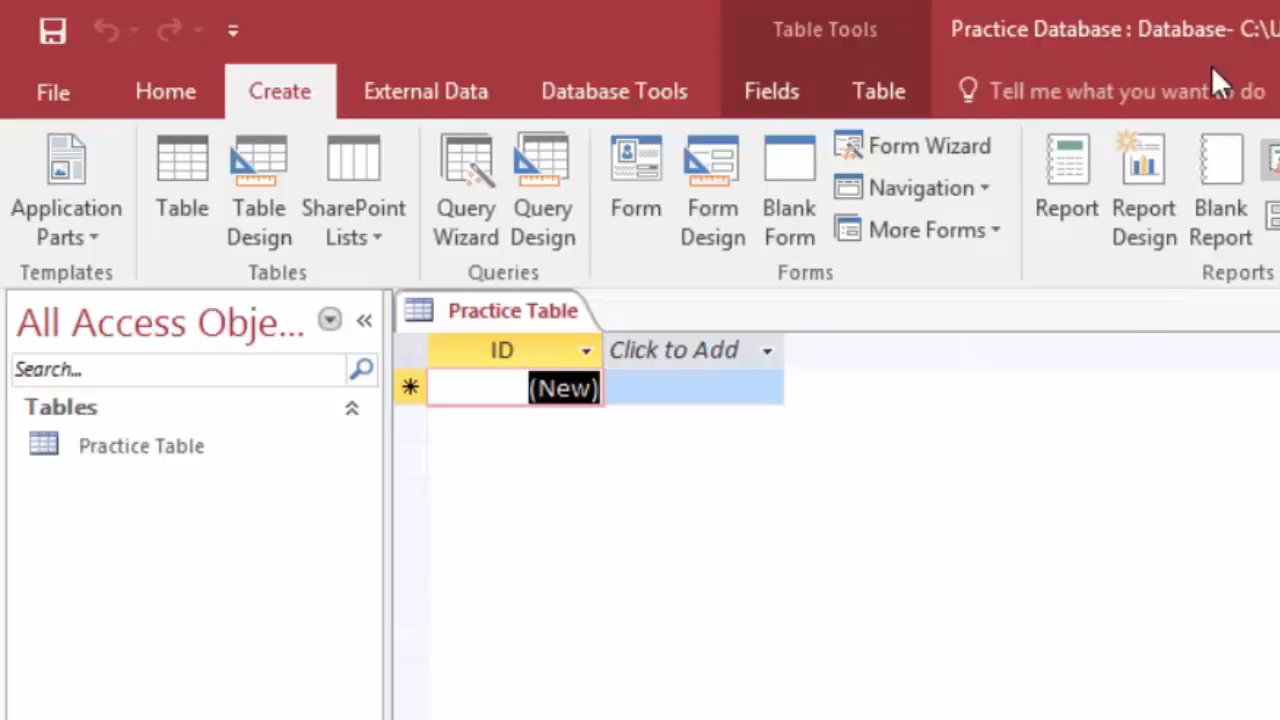 Table Tools
Practice Database : Database- C:\U
File
Home
Create
External Data
Database Tools
Fields
Table
Tell me what you want to do
Application
Parts
Templates
Table
Table
Design
SharePoint
Lists
Tables
Query
Wizard
Query
Design
Queries
Form
Form
Design
Blank
Form
Form Wizard
Navigation
More Forms
Forms
Report
Report
Design
Blank
Report
Reports
All Access Obje...
Search...
Tables
Practice Table
Practice Table
ID
Click to Add
(New)